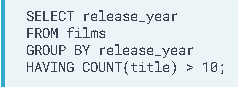 SELECT release_year
FROM films
GROUP BY release_year
HAVING COUNT(title) > 10;